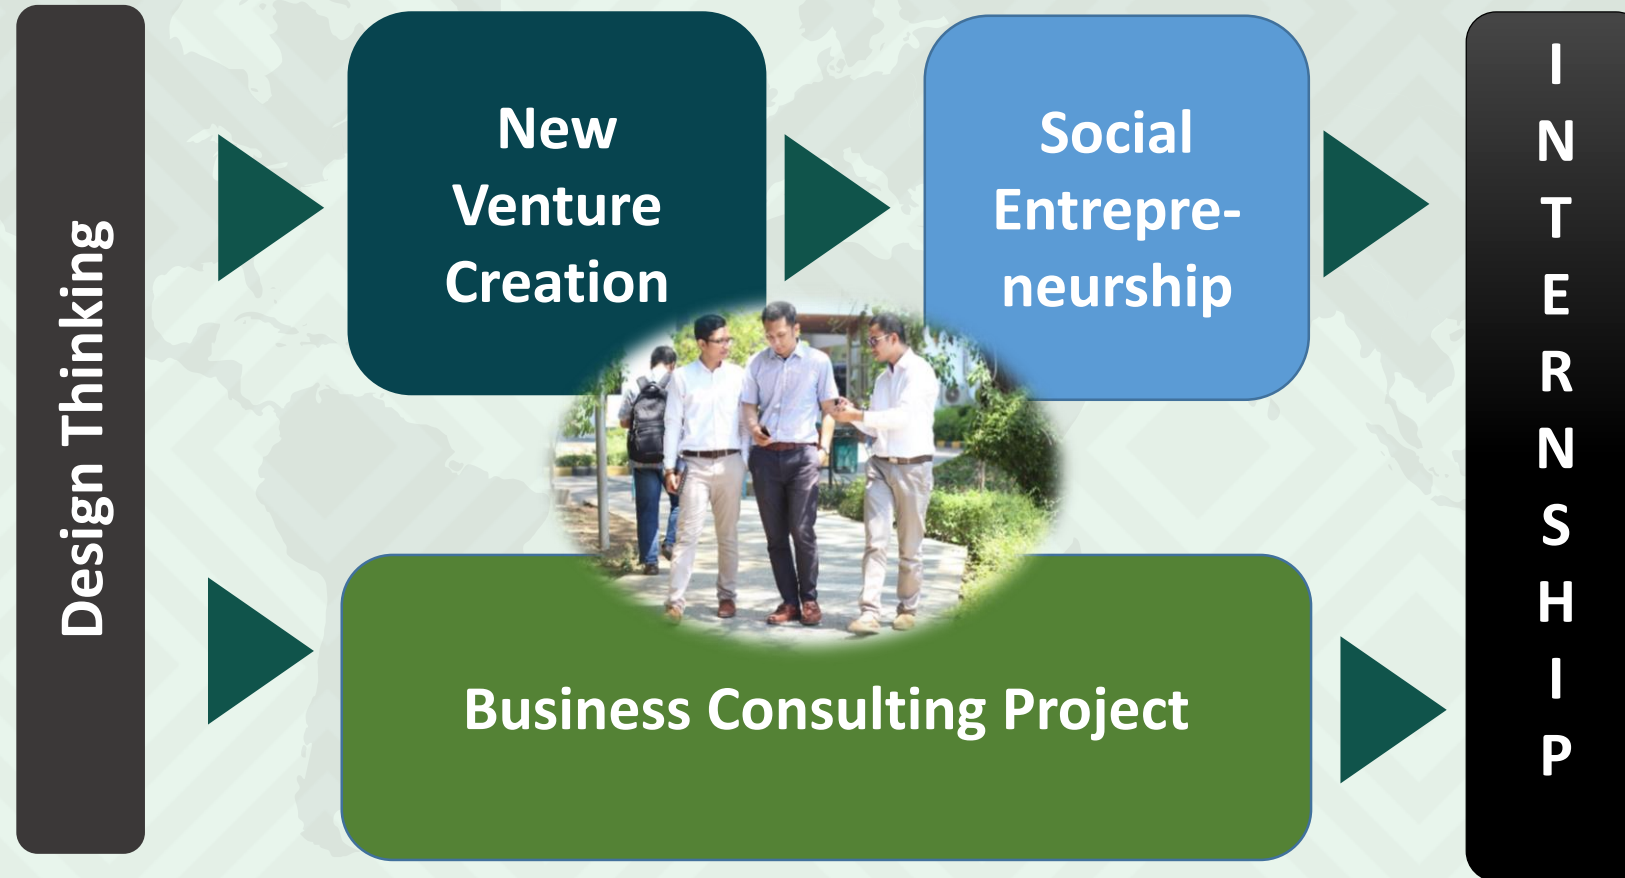 Design Thinking
New
Venture
Creation
Social
Entrepre-
neurship
Business Consulting Project
I
N
T
E
R
N
S
H
I
P